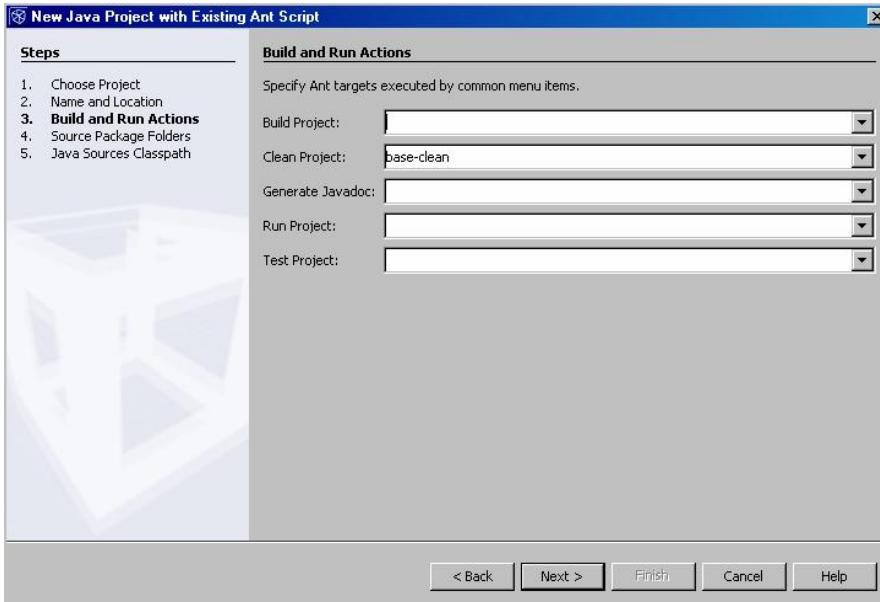 New Java Project with Existing Ant Script
Steps
1. Choose Project
2. Name and Location
3. Build and Run Actions
4. Source Package Folders
5. Java Sources Classpath
Build and Run Actions
Specify Ant targets executed by common menu items.
Build Project:
Clean Project: base-clean
Generate Javadoc:
Run Project:
Test Project:
< Back Next > Finish Cancel Help